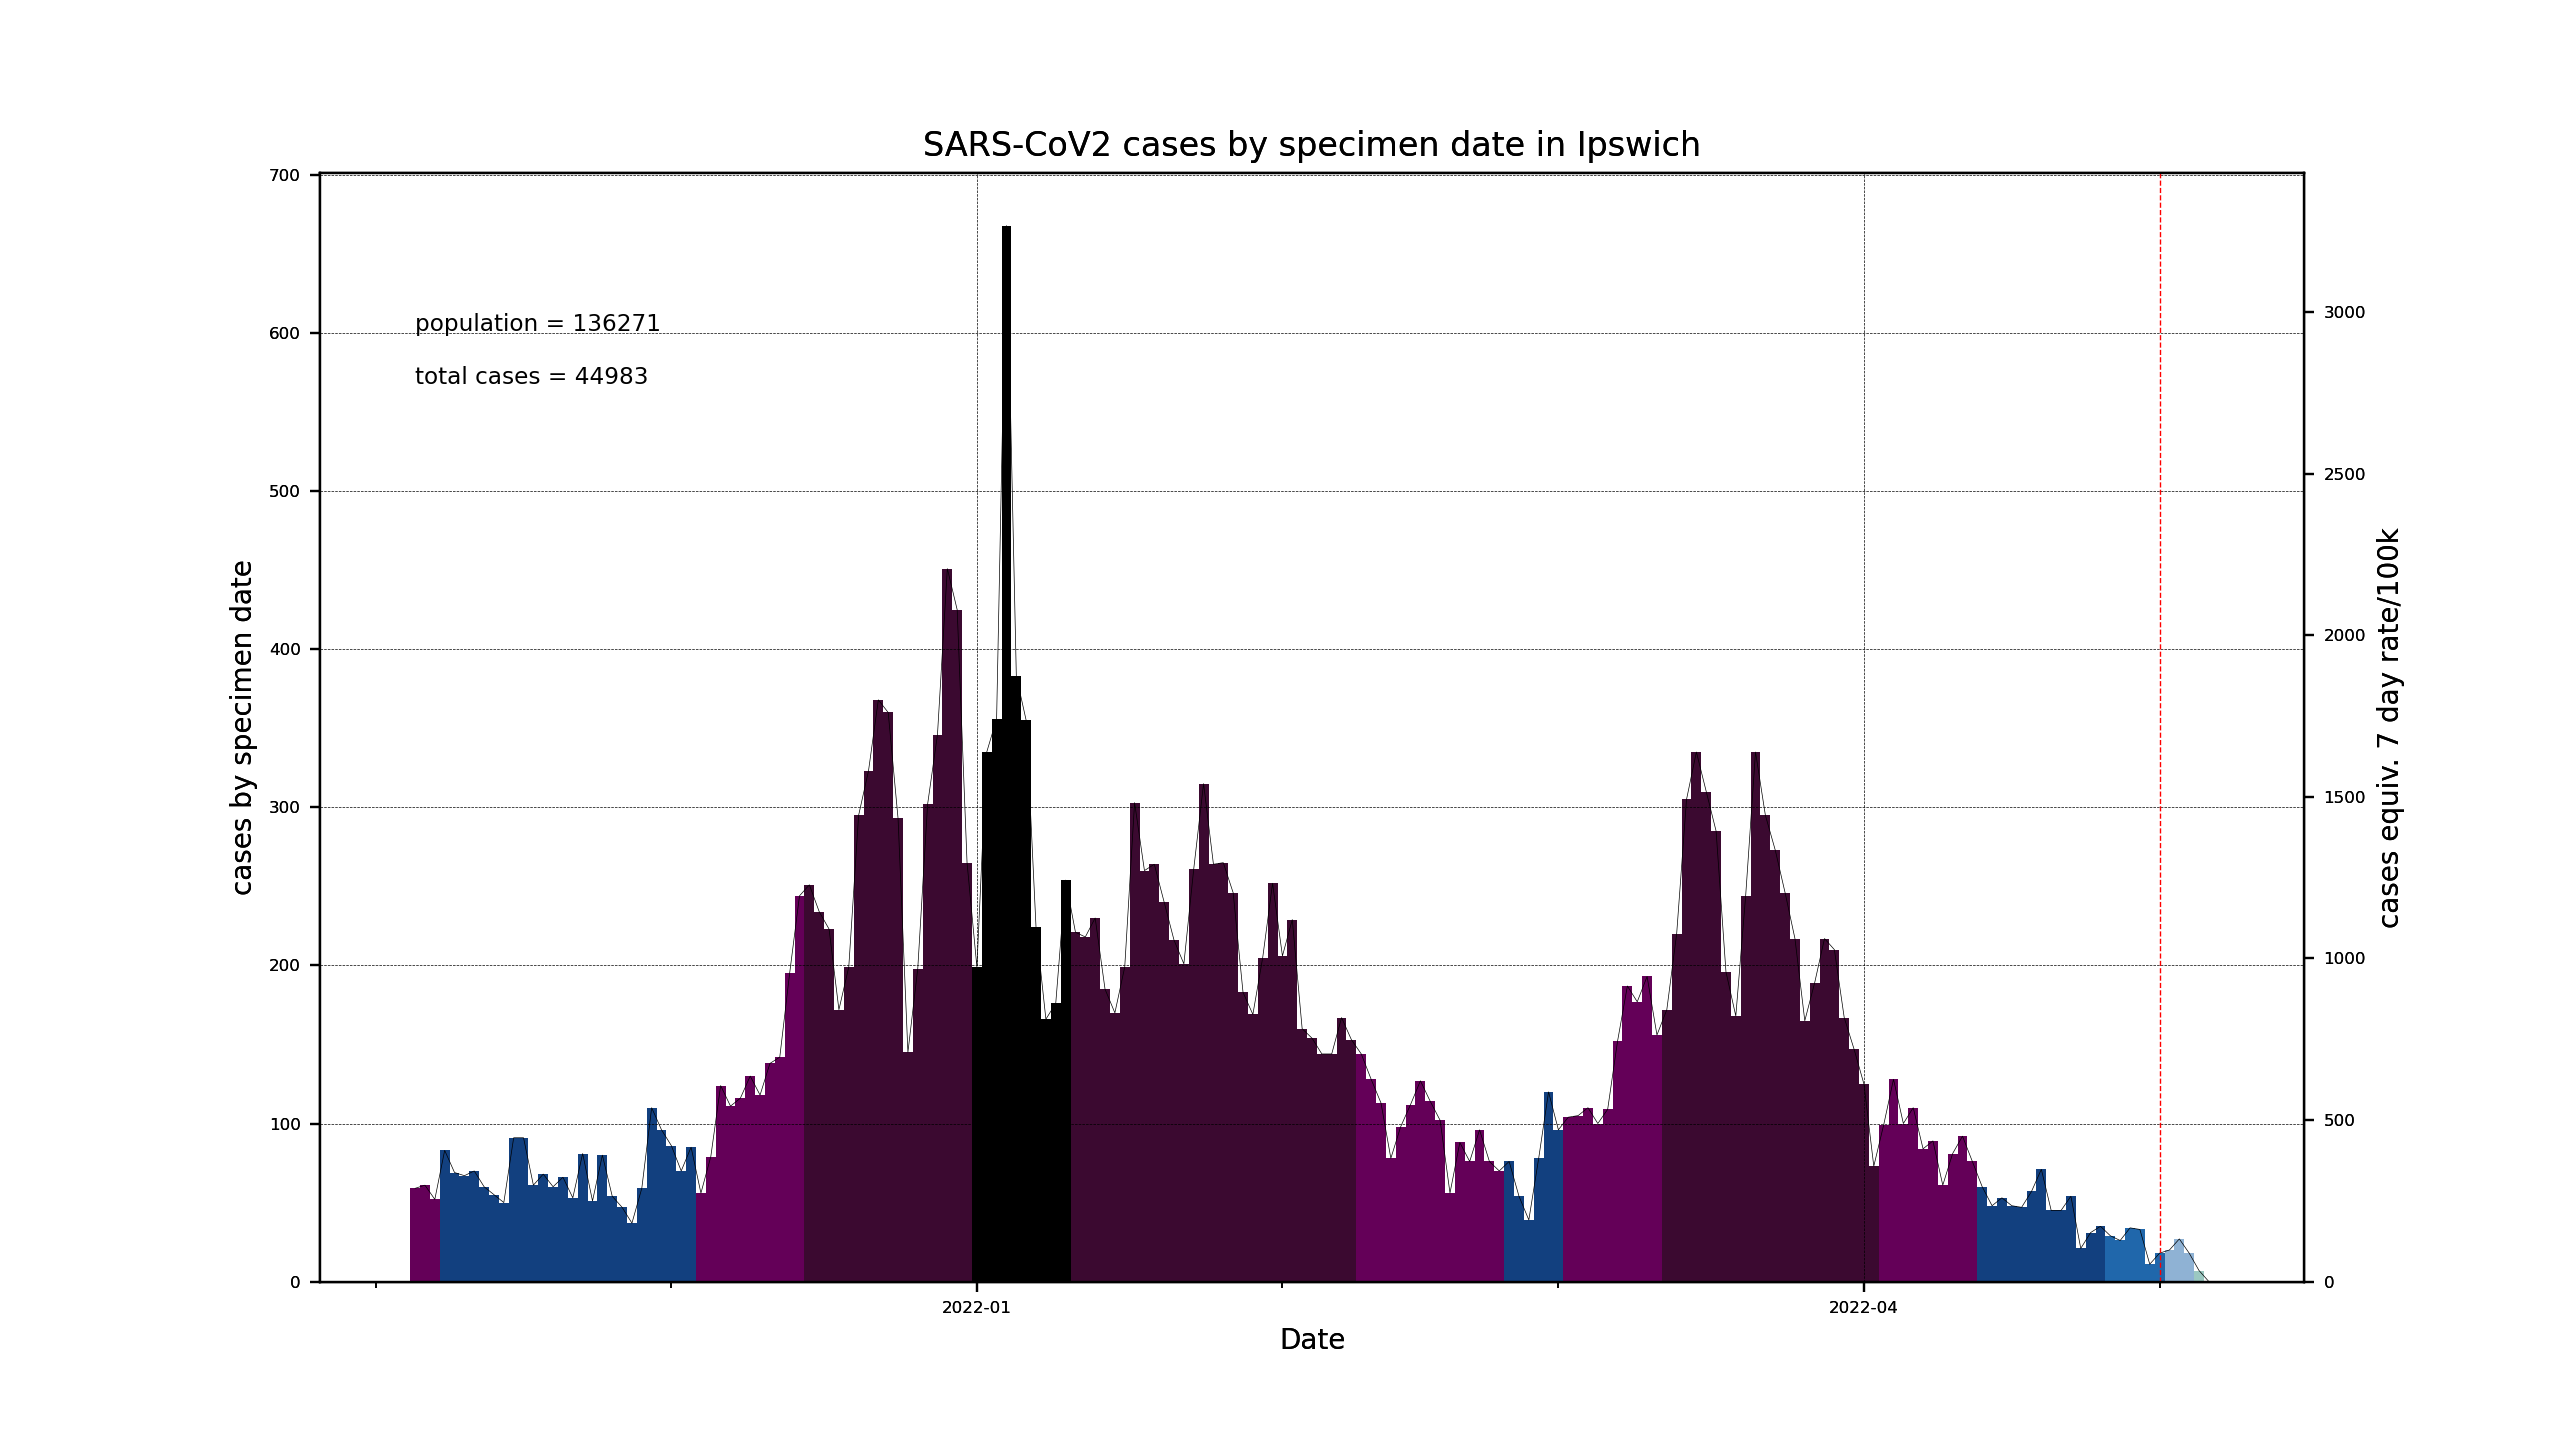 SARS-CoV2 cases by specimen date in Ipswich
700
600
500
400
300
200
100
0
cases by specimen date
population = 136271
total cases = 44983
3000
2500
2000
1500
1000
500
0
cases equiv. 7 day rate/100k
2022-01
2022-04
Date